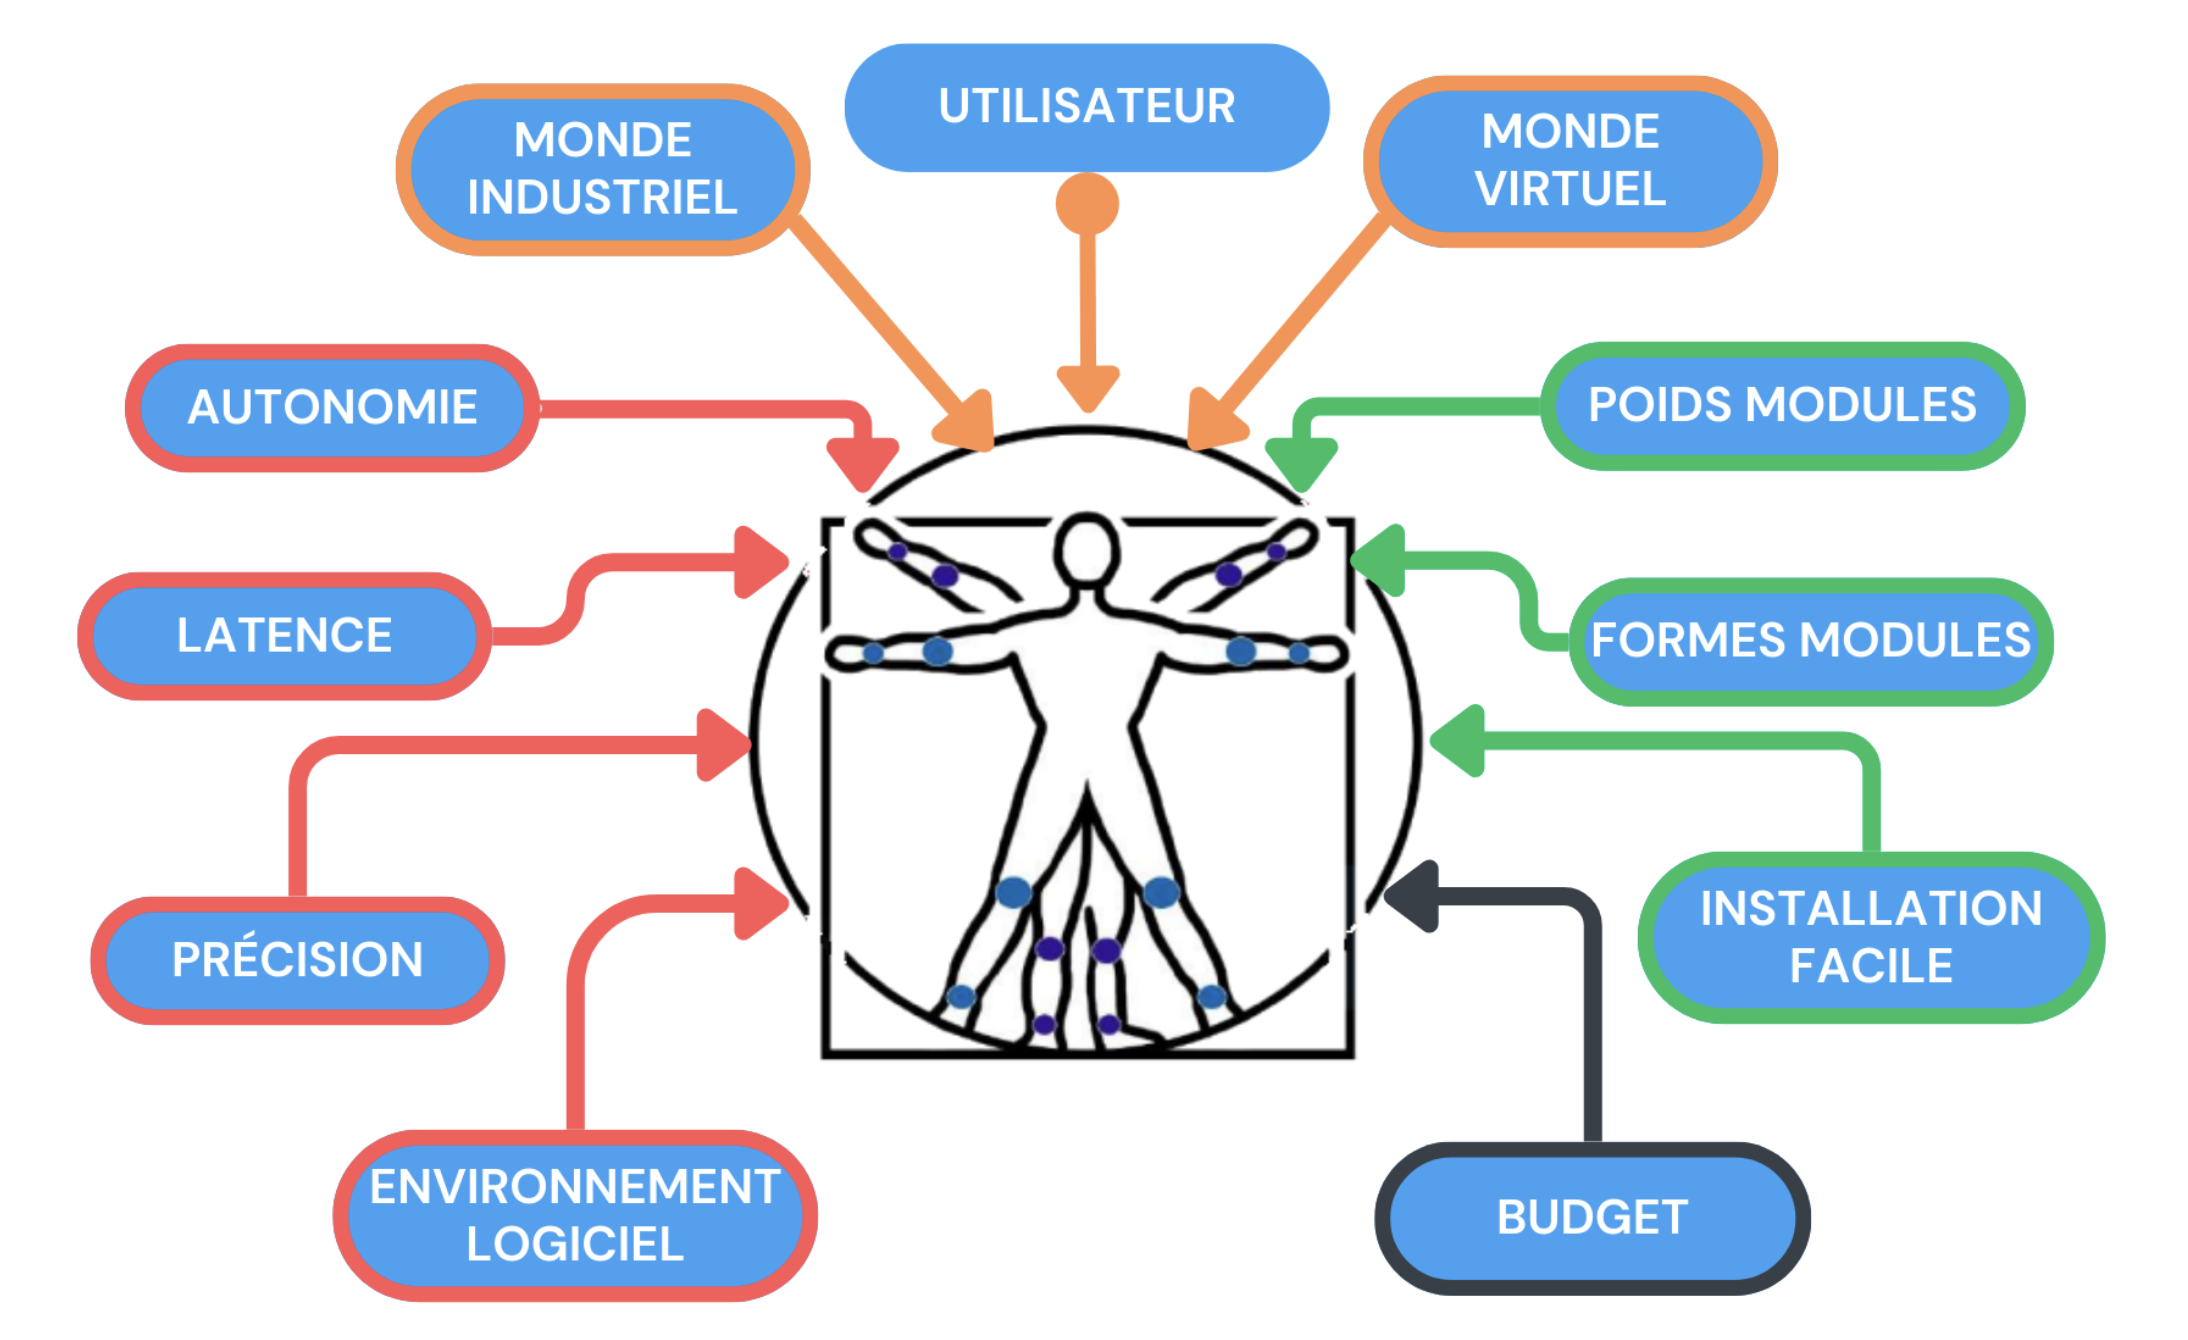 UTILISATEUR
MONDE
INDUSTRIEL
MONDE
VIRTUEL
AUTONOMIE
POIDS MODULES
LATENCE
FORMES MODULES
PRÉCISION
INSTALLATION
FACILE
ENVIRONNEMENT
LOGICIEL
BUDGET